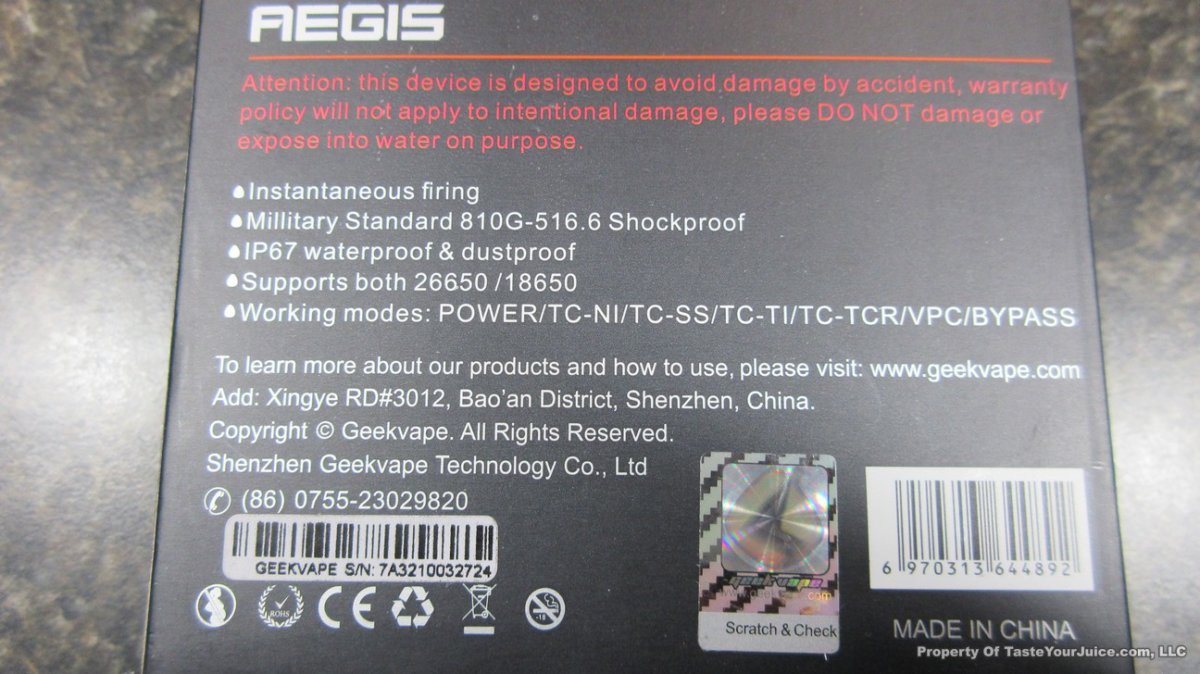 AEGIS
Attention: this device is designed to avoid damage by accident, warranty
policy will not apply to intentional damage, please DO NOT damage or
expose into water on purpose.
Instantaneous firing
Millitary Standard 810G-516.6 Shockproof
IP67 waterproof & dustproof
Supports both 26650 /18650
Working modes: POWER/TC-NI/TC-SS/TC-TI/TC-TCR/VPC/BYPASS
To learn more about our products and how to use, please visit: www.geekvape.com
Add: Xingye RD#3012, Bao'an District, Shenzhen, China.
Copyright © Geekvape. All Rights Reserved.
Shenzhen Geekvape Technology Co., Ltd
(86) 0755-23029820
GEEKVAPE S/N: 7A3210032724
ROHS
CE
-18
geekvape
Scratch & Check
6 970313 644892
MADE IN CHINA
Property Of TasteYourJuice.com, LLC